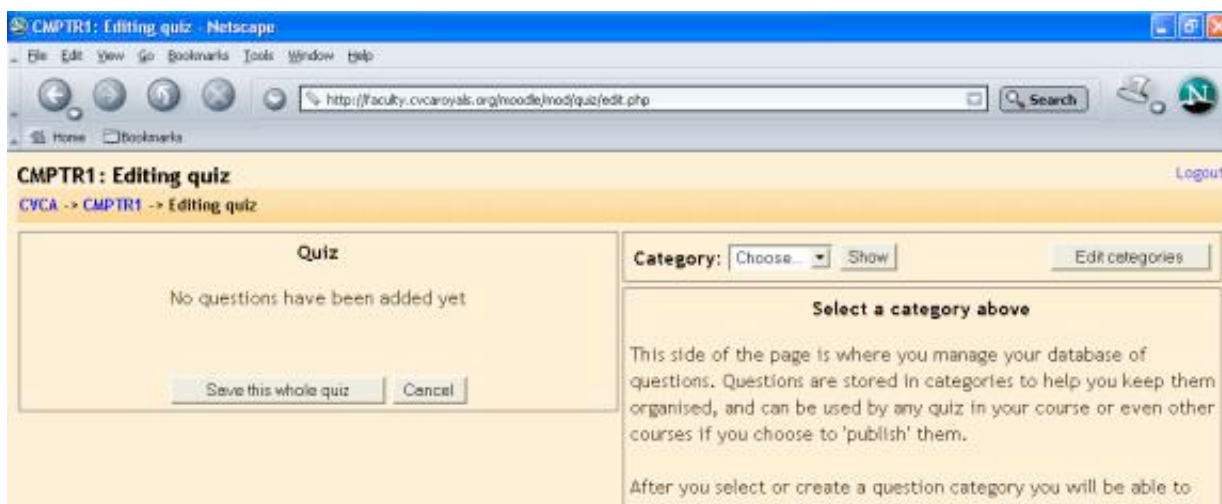 CMPTR1: Editing quiz - Netscape
File Edit View Go Bookmarks Tools Window Help
http://faculty.cvcaroyals.org/moodle/mod/quiz/edit.php Search N
Home Bookmarks
CMPTR1: Editing quiz Logout
CVCA -> CMPTR1 -> Editing quiz
Quiz
No questions have been added yet
Save this whole quiz Cancel
Category: Choose... Show Edit categories
Select a category above
This side of the page is where you manage your database of
questions. Questions are stored in categories to help you keep them
organised, and can be used by any quiz in your course or even other
courses if you choose to 'publish' them.
After you select or create a question category you will be able to